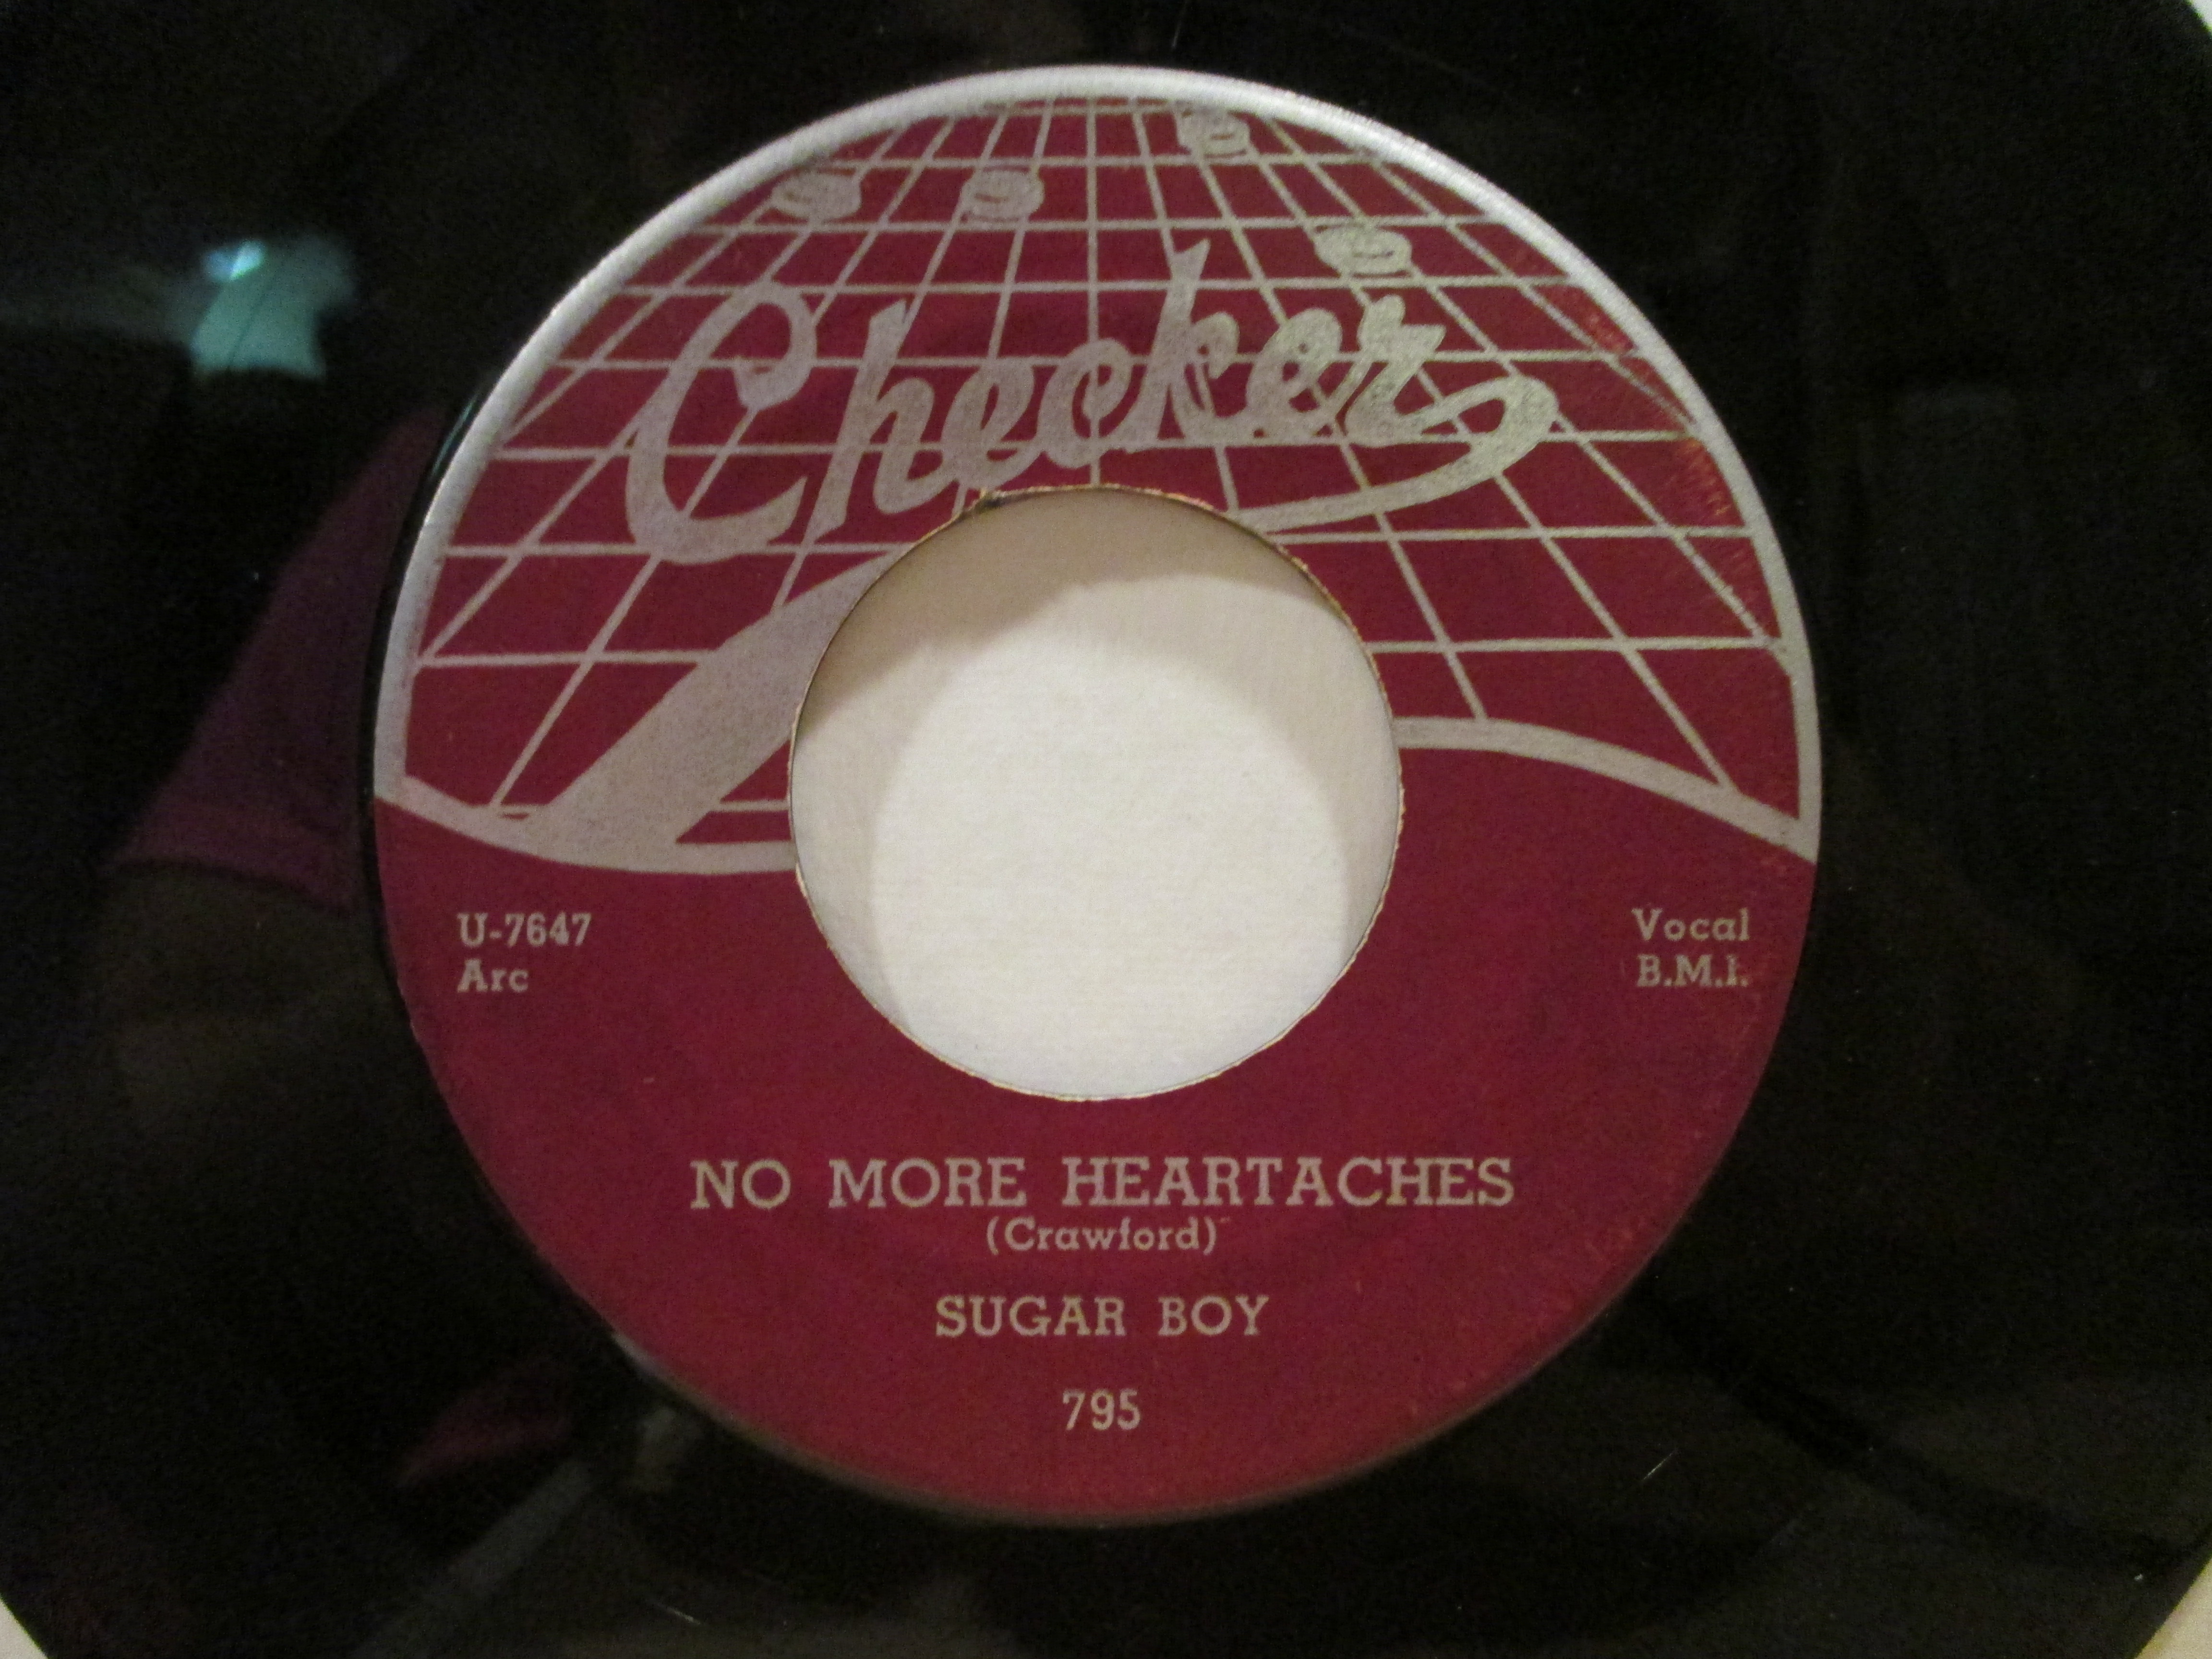 Checker
U-7647
Arc
Vocal
B.M.I.
NO MORE HEARTACHES
(Crawford)
SUGAR BOY
795